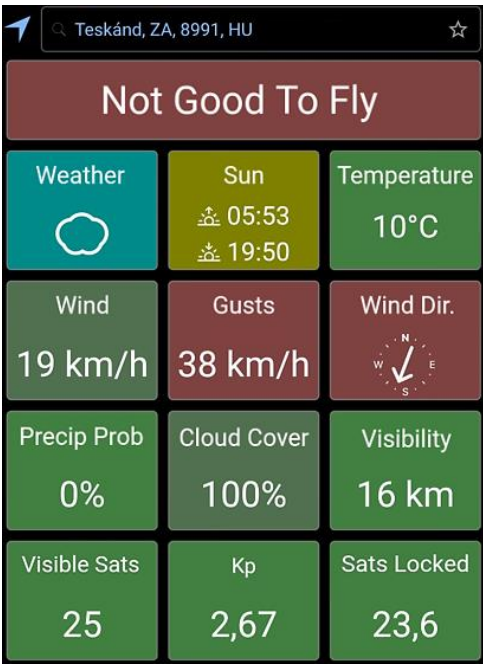 Teskánd, ZA, 8991, HU
Not Good To Fly
Weather
Sun
05:53
19:50
Temperature
10°C
Wind
19 km/h
Gusts
38 km/h
Wind Dir.
N
W
E
S
Precip Prob
0%
Cloud Cover
100%
Visibility
16 km
Visible Sats
25
Kp
2,67
Sats Locked
23,6